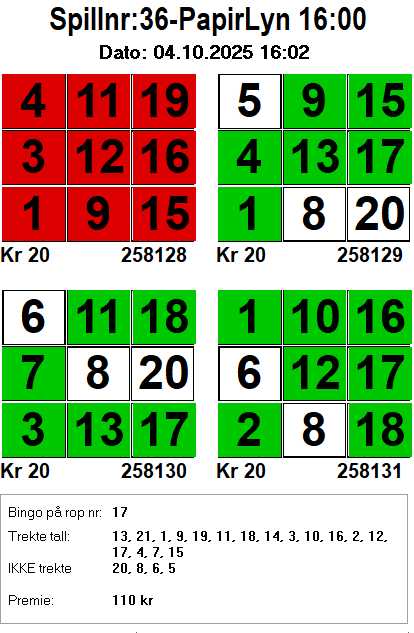 Spillnr:36-PapirLyn 16:00
Dato: 04.10.2025 16:02
4 11 19 5 9 15
3 12 16 4 13 17
1 9 15 1 8 20
Kr 20 258128 Kr 20 258129
6 11 18 1 10 16
7 8 20 6 12 17
3 13 17 2 8 18
Kr 20 258130 Kr 20 258131
Bingo på rop nr: 17
Trekte tall: 13, 21, 1, 9, 19, 11, 18, 14, 3, 10, 16, 2, 12,
17, 4, 7, 15
IKKE trekte 20, 8, 6, 5
Premie: 110 kr